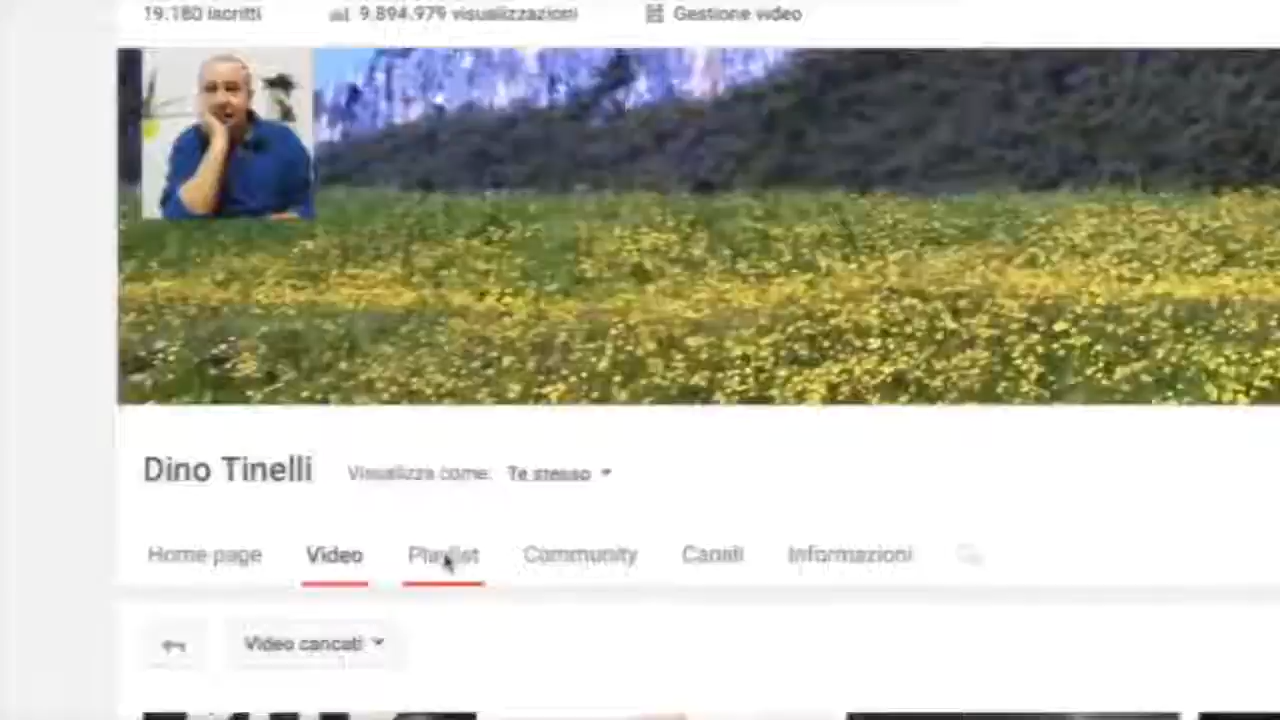 19.180 iscritti 9.894.979 visualizzazioni Gestione video
Dino Tinelli Visualizza come: Te stesso
Home page Video Playlist Community Canali Informazioni
Video caricati